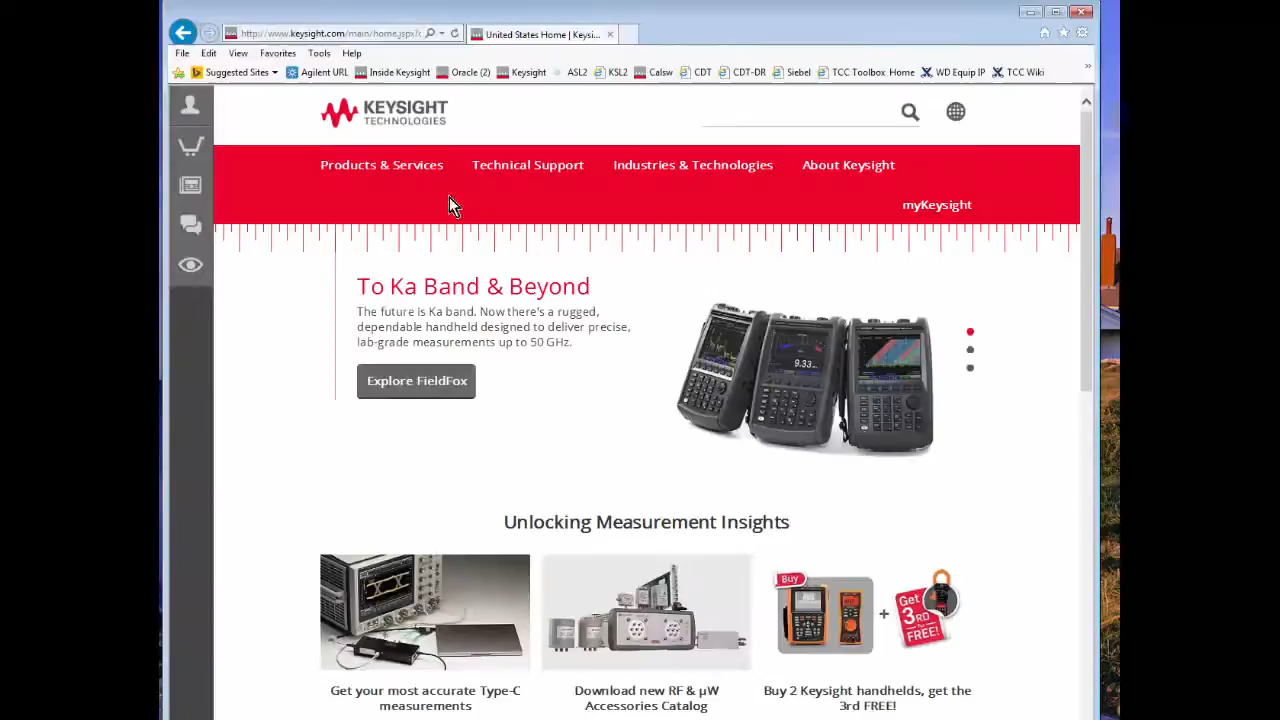 http://www.keysight.com/main/home.jspx?
United States Home | Keysi...
File Edit View Favorites Tools Help
Suggested Sites Agilent URL Inside Keysight Oracle (2) Keysight ASL2 KSL2 Calsw CDT CDT-DR Siebel TCC Toolbox Home WD Equip IP TCC Wiki
KEYSIGHT
TECHNOLOGIES
Products & Services Technical Support Industries & Technologies About Keysight
myKeysight
To Ka Band & Beyond
The future is Ka band. Now there's a rugged,
dependable handheld designed to deliver precise,
lab-grade measurements up to 50 GHz.
Explore FieldFox
9.33
Unlocking Measurement Insights
Buy
+
Get
3RD
for
FREE!
Get your most accurate Type-C
measurements
Download new RF & µW
Accessories Catalog
Buy 2 Keysight handhelds, get the
3rd FREE!